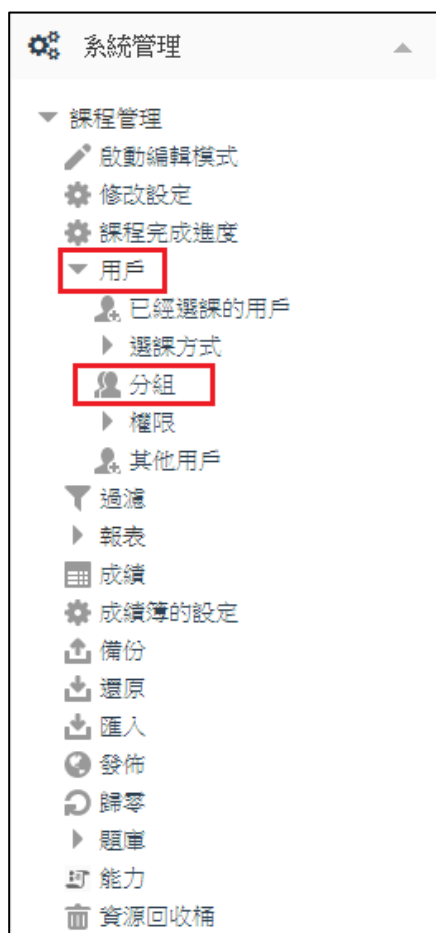 系統管理
課程管理
啟動編輯模式
修改設定
課程完成進度
用戶
已經選課的用戶
選課方式
分組
權限
其他用戶
過濾
報表
成績
成績簿的設定
備份
還原
匯入
發佈
歸零
題庫
能力
資源回收桶